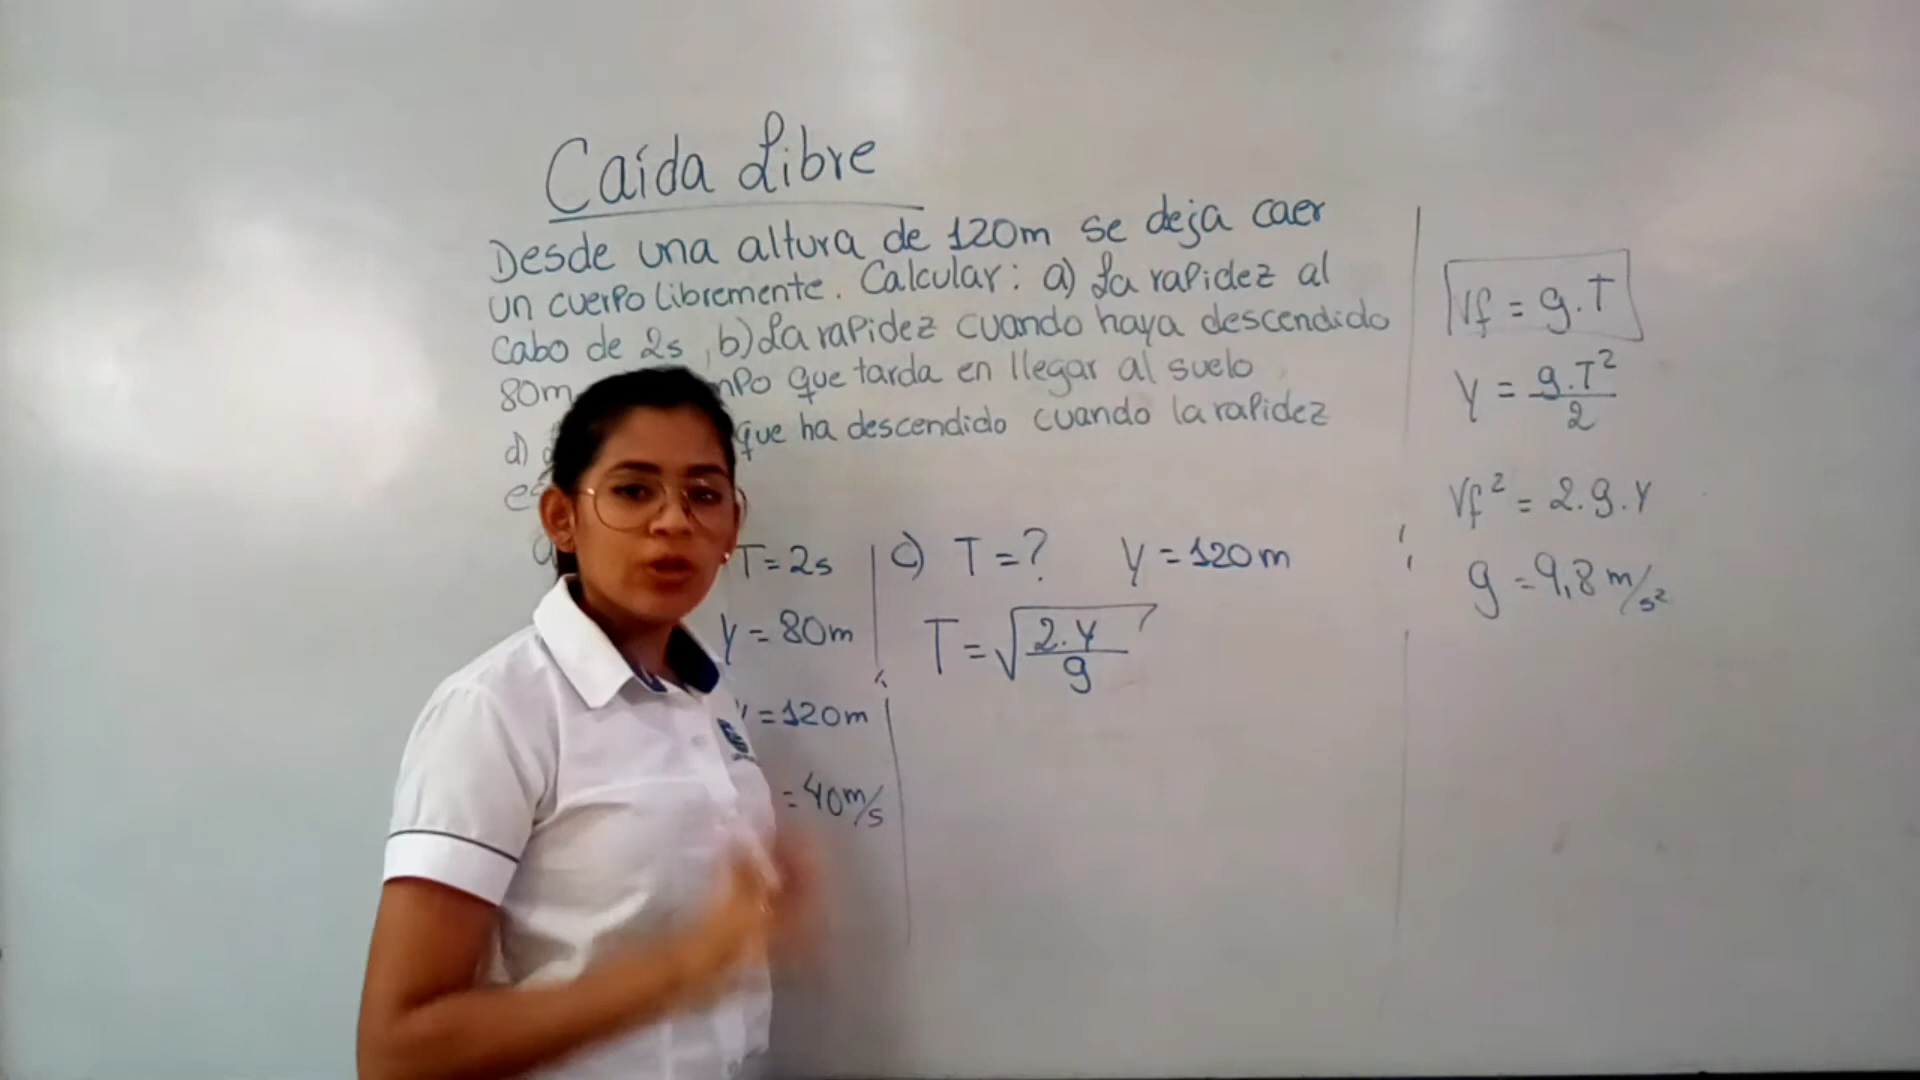 Caída Libre
Desde una altura de 120m se deja caer
un cuerpo libremente. Calcular: a) La rapidez al
Cabo de 2s, b) La rapidez cuando haya descendido
80m que tarda en llegar al suelo
d) que ha descendido cuando la rapidez
T = 2s
y = 80m
= 120m
= 40m/s
c) T = ? y = 120m
T = √(2.y/g)
Vf = g.T
y = g.T²/2
Vf² = 2.g.y
g = 9,8 m/s²